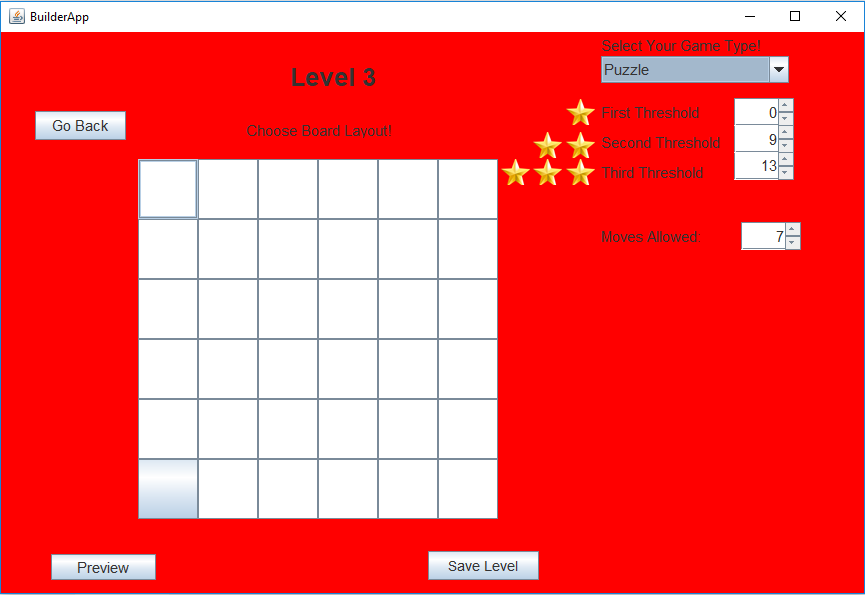 BuilderApp
Select Your Game Type!
Puzzle
Level 3
Go Back
Choose Board Layout!
First Threshold 0
Second Threshold 9
Third Threshold 13
Moves Allowed: 7
Preview
Save Level